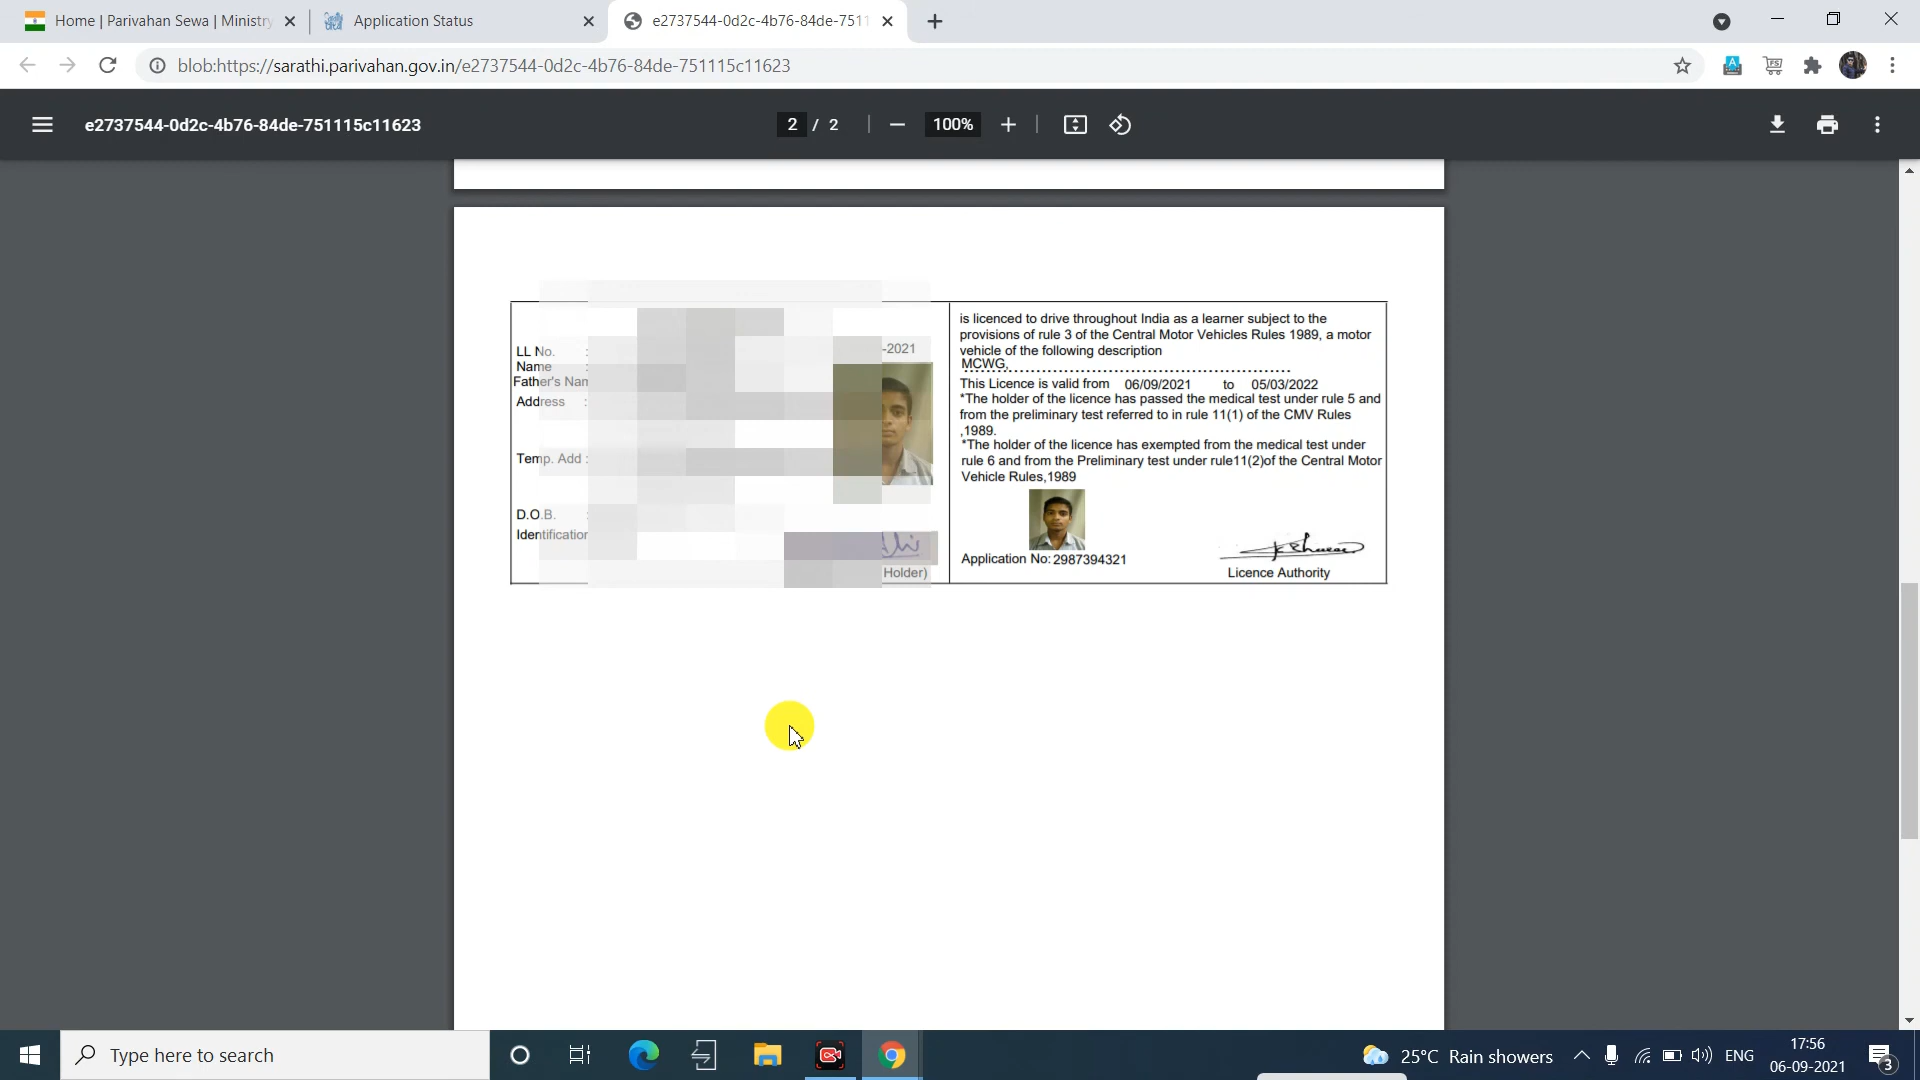 Home | Parivahan Sewa | Ministry
Application Status
e2737544-0d2c-4b76-84de-7511
blob:https://sarathi.parivahan.gov.in/e2737544-0d2c-4b76-84de-751115c11623
e2737544-0d2c-4b76-84de-751115c11623
2 / 2
100%
LL No. :
-2021
Name :
Father's Nam
Address :
Temp. Add :
D.O.B. :
Identification
Holder)
is licenced to drive throughout India as a learner subject to the
provisions of rule 3 of the Central Motor Vehicles Rules 1989, a motor
vehicle of the following description
MCWG,
This Licence is valid from 06/09/2021 to 05/03/2022
*The holder of the licence has passed the medical test under rule 5 and
from the preliminary test referred to in rule 11(1) of the CMV Rules
,1989.
*The holder of the licence has exempted from the medical test under
rule 6 and from the Preliminary test under rule11(2)of the Central Motor
Vehicle Rules,1989
Application No: 2987394321
Licence Authority
Type here to search
25°C Rain showers
ENG
17:56
06-09-2021
3